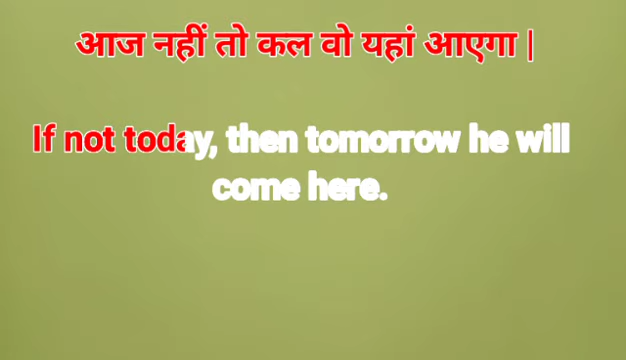 आज नहीं तो कल वो यहां आएगा |
If not today, then tomorrow he will
come here.